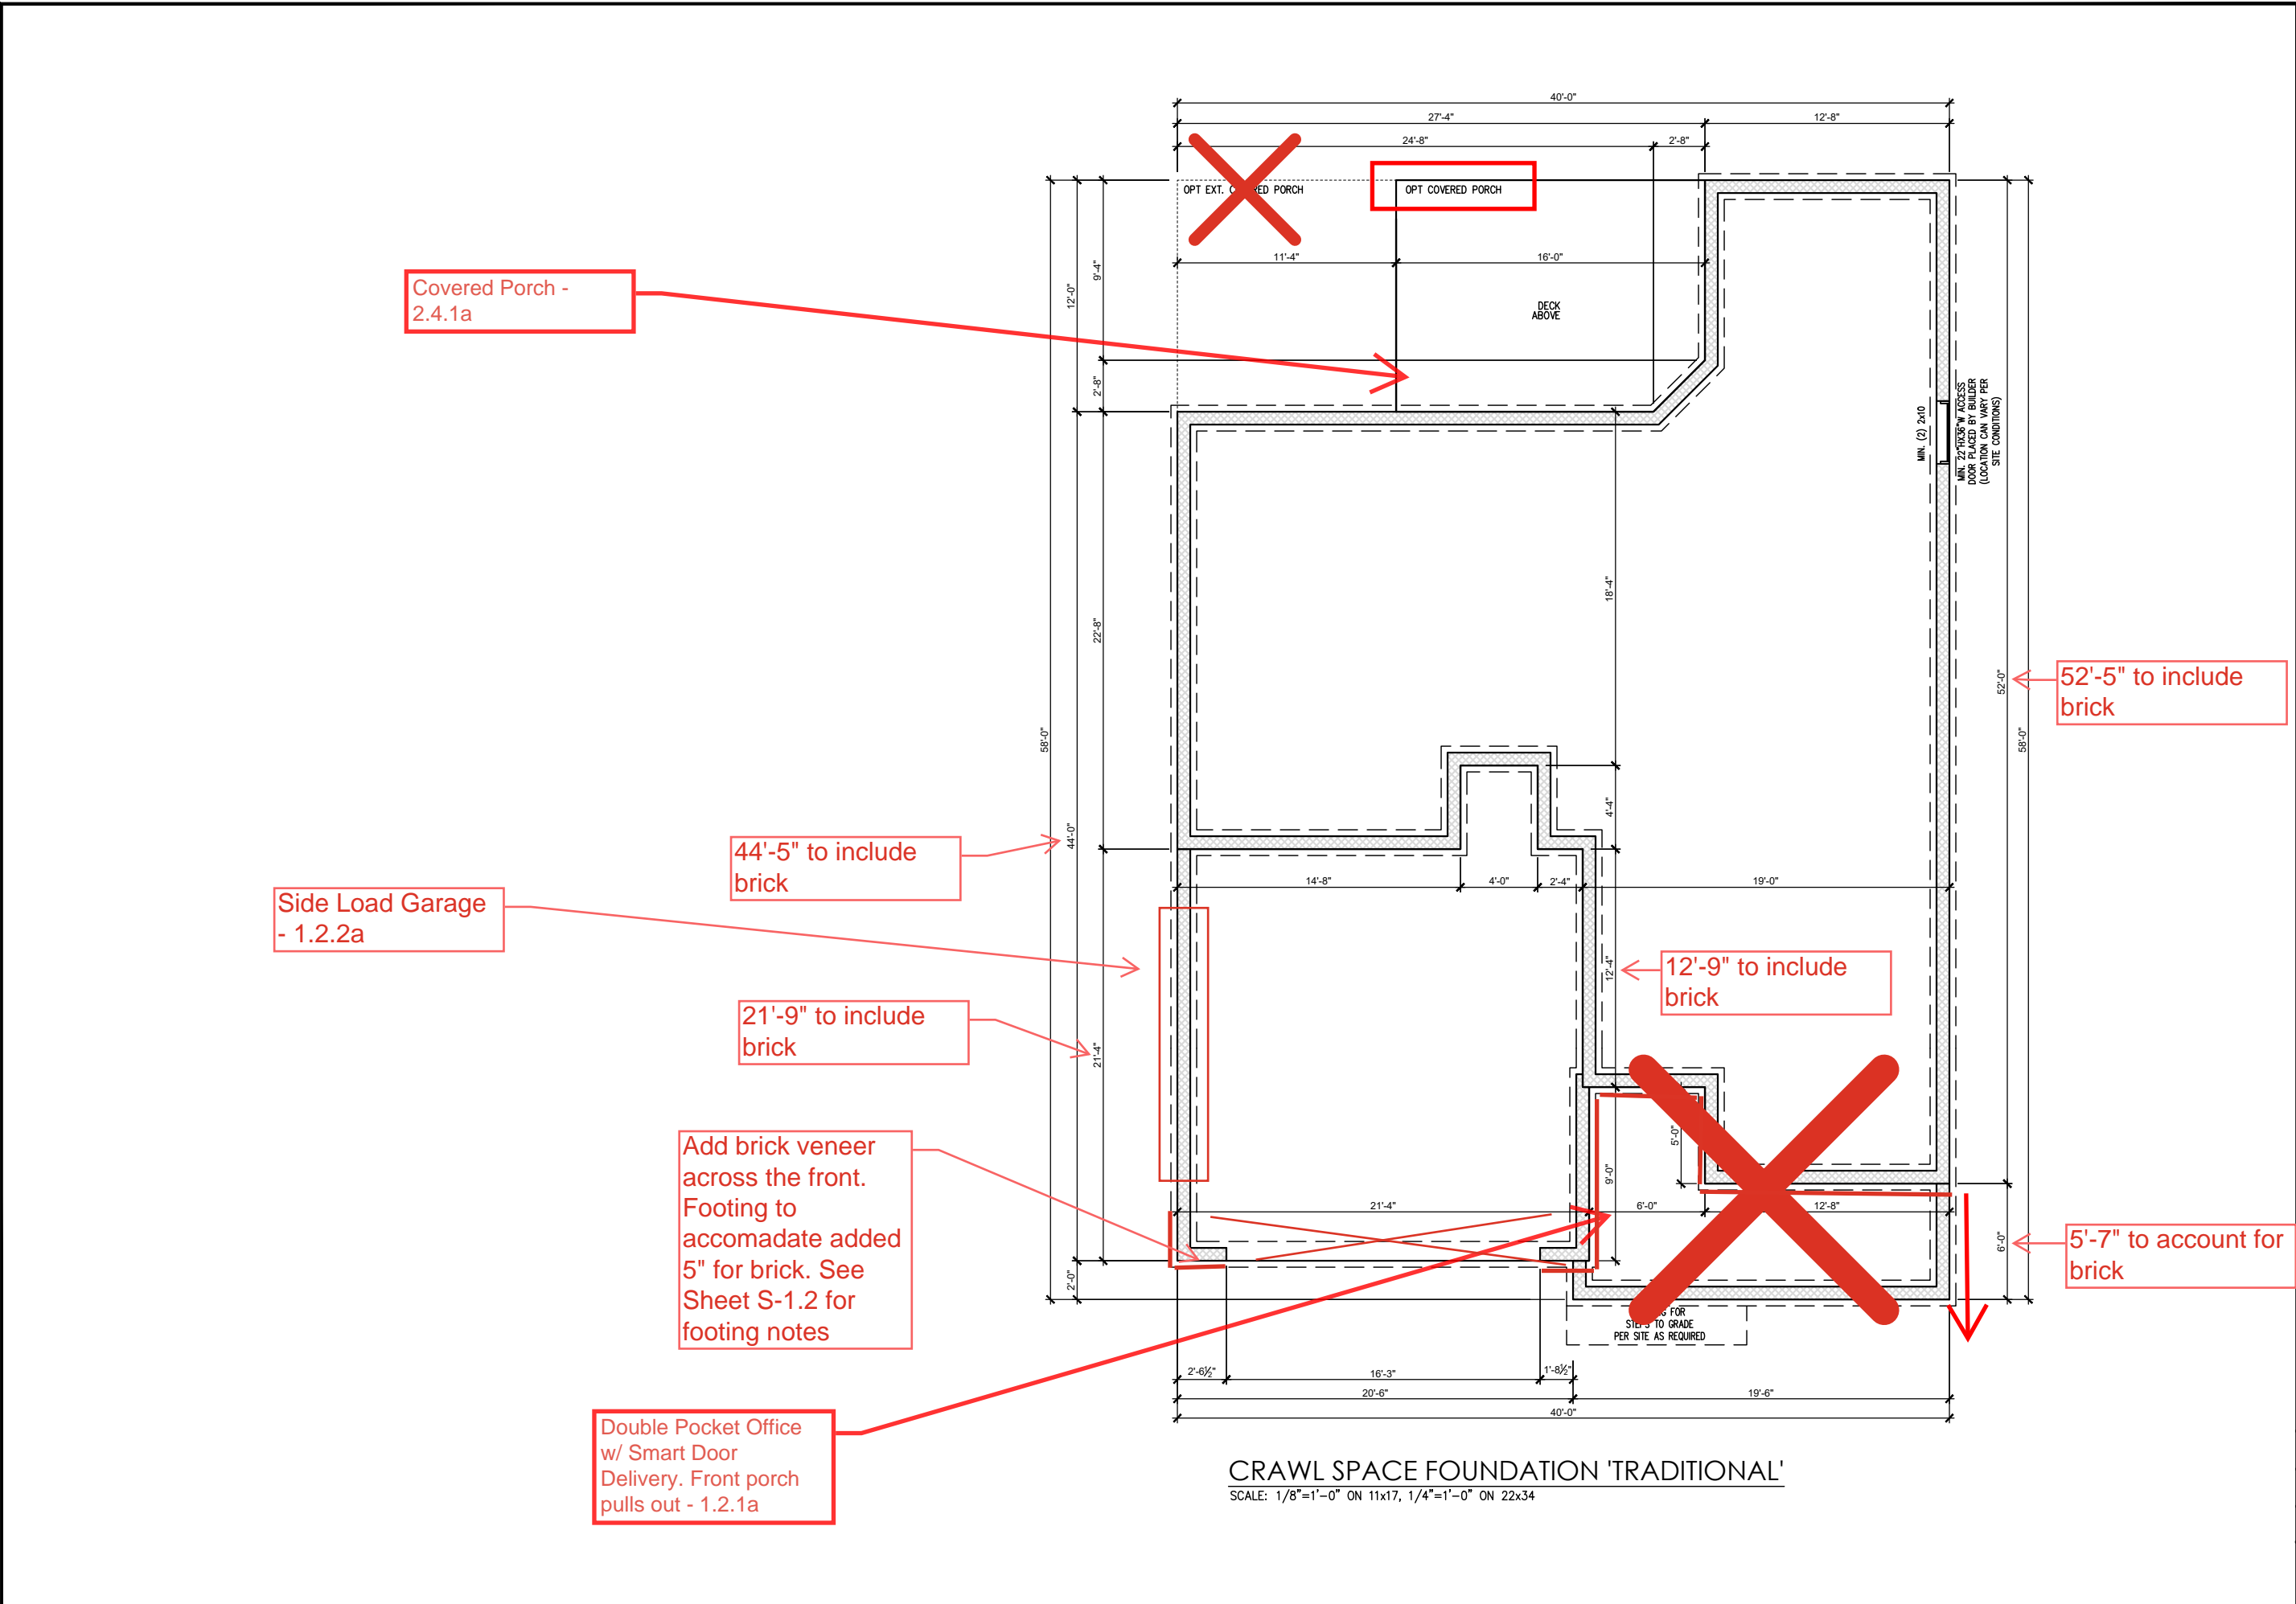 40'-0"
27'-4"
12'-8"
24'-8"
2'-8"
OPT EXT. COVERED PORCH
OPT COVERED PORCH
11'-4"
16'-0"
9'-4"
12'-0"
2'-8"
DECK
ABOVE
Covered Porch -
2.4.1a
MIN. (2) 2x10
MIN. 22"HX36"W ACCESS
DOOR PLACED BY BUILDER
(LOCATION CAN VARY PER
SITE CONDITIONS)
18'-4"
22'-8"
52'-0"
58'-0"
58'-0"
52'-5" to include
brick
4'-4"
44'-0"
44'-5" to include
brick
14'-8"
4'-0"
2'-4"
19'-0"
Side Load Garage
- 1.2.2a
12'-4"
12'-9" to include
brick
21'-9" to include
brick
21'-4"
5'-0"
9'-0"
Add brick veneer
across the front.
Footing to
accomadate added
5" for brick. See
Sheet S-1.2 for
footing notes
21'-4"
6'-0"
12'-8"
6'-0"
5'-7" to account for
brick
2'-0"
FOR
STEPS TO GRADE
PER SITE AS REQUIRED
2'-6½"
16'-3"
1'-8½"
20'-6"
19'-6"
40'-0"
Double Pocket Office
w/ Smart Door
Delivery. Front porch
pulls out - 1.2.1a
CRAWL SPACE FOUNDATION 'TRADITIONAL'
SCALE: 1/8"=1'-0" ON 11x17, 1/4"=1'-0" ON 22x34